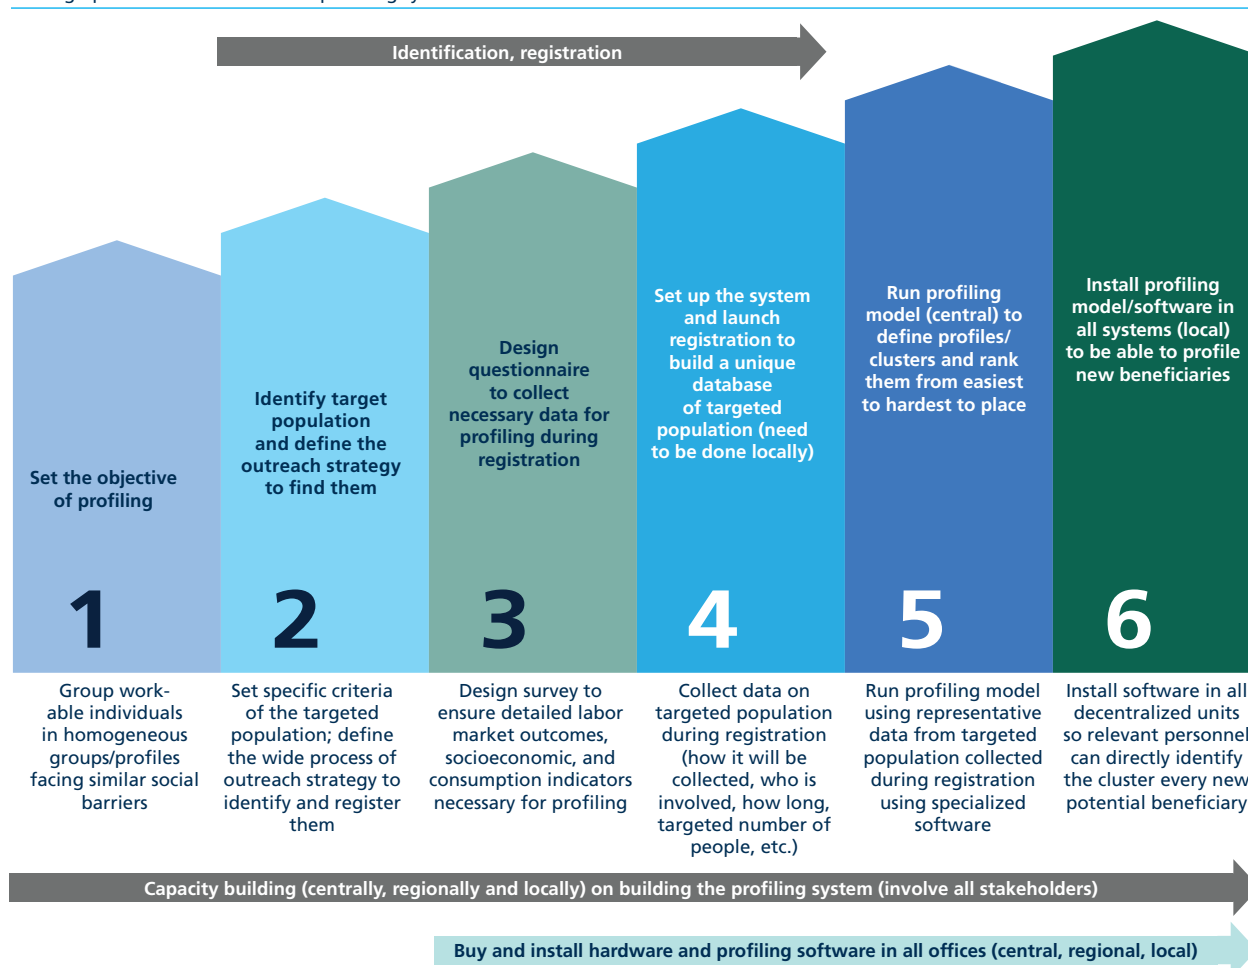 Identification, registration
Set the objective
of profiling
1
Identify target
population
and define the
outreach strategy
to find them
2
Design
questionnaire
to collect
necessary data for
profiling during
registration
3
Set up the system
and launch
registration to
build a unique
database
of targeted
population (need
to be done locally)
4
Run profiling
model (central) to
define profiles/
clusters and rank
them from easiest
to hardest to place
5
Install profiling
model/software in
all systems (local)
to be able to profile
new beneficiaries
6
Group work-
able individuals
in homogeneous
groups/profiles
facing similar social
barriers
Set specific criteria
of the targeted
population; define
the wide process of
outreach strategy to
identify and register
them
Design survey to
ensure detailed labor
market outcomes,
socioeconomic, and
consumption indicators
necessary for profiling
Collect data on
targeted population
during registration
(how it will be
collected, who is
involved, how long,
targeted number of
people, etc.)
Run profiling model
using representative
data from targeted
population collected
during registration
using specialized
software
Install software in all
decentralized units
so relevant personnel
can directly identify
the cluster every new
potential beneficiary
Capacity building (centrally, regionally and locally) on building the profiling system (involve all stakeholders)
Buy and install hardware and profiling software in all offices (central, regional, local)